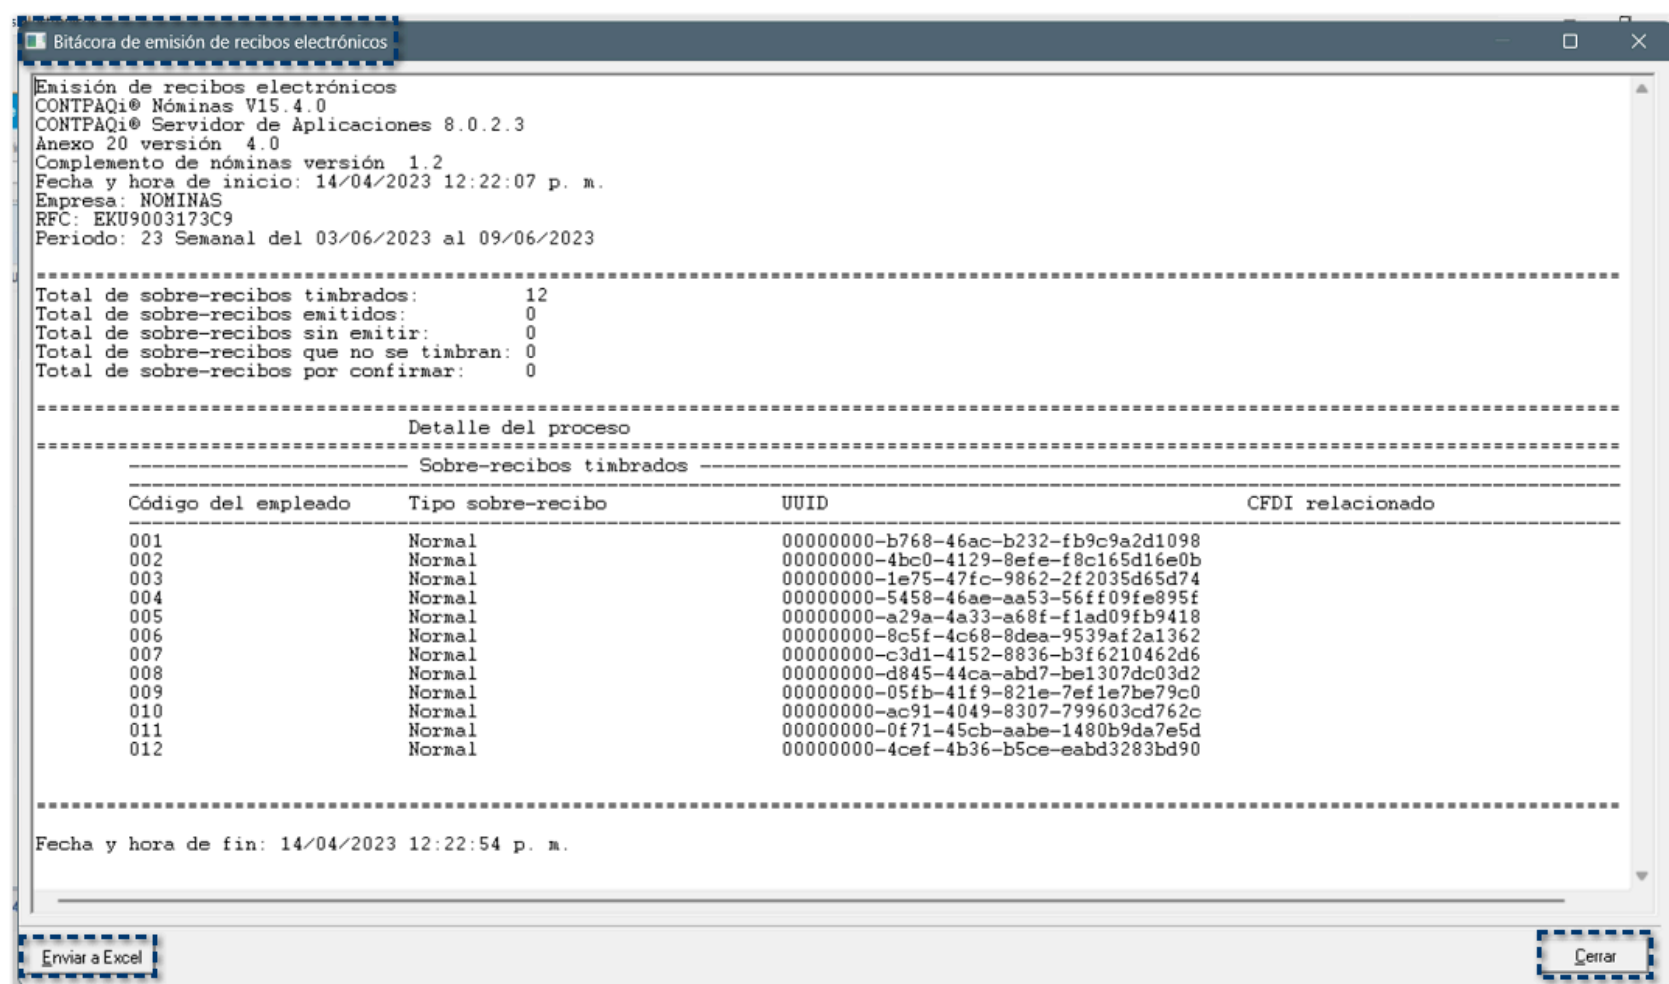 Bitácora de emisión de recibos electrónicos
Emisión de recibos electrónicos
CONTPAQi® Nóminas V15.4.0
CONTPAQi® Servidor de Aplicaciones 8.0.2.3
Anexo 20 versión 4.0
Complemento de nóminas versión 1.2
Fecha y hora de inicio: 14/04/2023 12:22:07 p. m.
Empresa: NOMINAS
RFC: EKU9003173C9
Periodo: 23 Semanal del 03/06/2023 al 09/06/2023
Total de sobre-recibos timbrados: 12
Total de sobre-recibos emitidos: 0
Total de sobre-recibos sin emitir: 0
Total de sobre-recibos que no se timbran: 0
Total de sobre-recibos por confirmar: 0
Detalle del proceso
Sobre-recibos timbrados
Código del empleado Tipo sobre-recibo UUID CFDI relacionado
001 Normal 00000000-b768-46ac-b232-fb9c9a2d1098
002 Normal 00000000-4bc0-4129-8efe-f8c165d16e0b
003 Normal 00000000-1e75-47fc-9862-2f2035d65d74
004 Normal 00000000-5458-46ae-aa53-56ff09fe895f
005 Normal 00000000-a29a-4a33-a68f-f1ad09fb9418
006 Normal 00000000-8c5f-4c68-8dea-9539af2a1362
007 Normal 00000000-c3d1-4152-8836-b3f6210462d6
008 Normal 00000000-d845-44ca-abd7-be1307dc03d2
009 Normal 00000000-05fb-41f9-821e-7ef1e7be79c0
010 Normal 00000000-ac91-4049-8307-799603cd762c
011 Normal 00000000-0f71-45cb-aabe-1480b9da7e5d
012 Normal 00000000-4cef-4b36-b5ce-eabd3283bd90
Fecha y hora de fin: 14/04/2023 12:22:54 p. m.
Enviar a Excel Cerrar